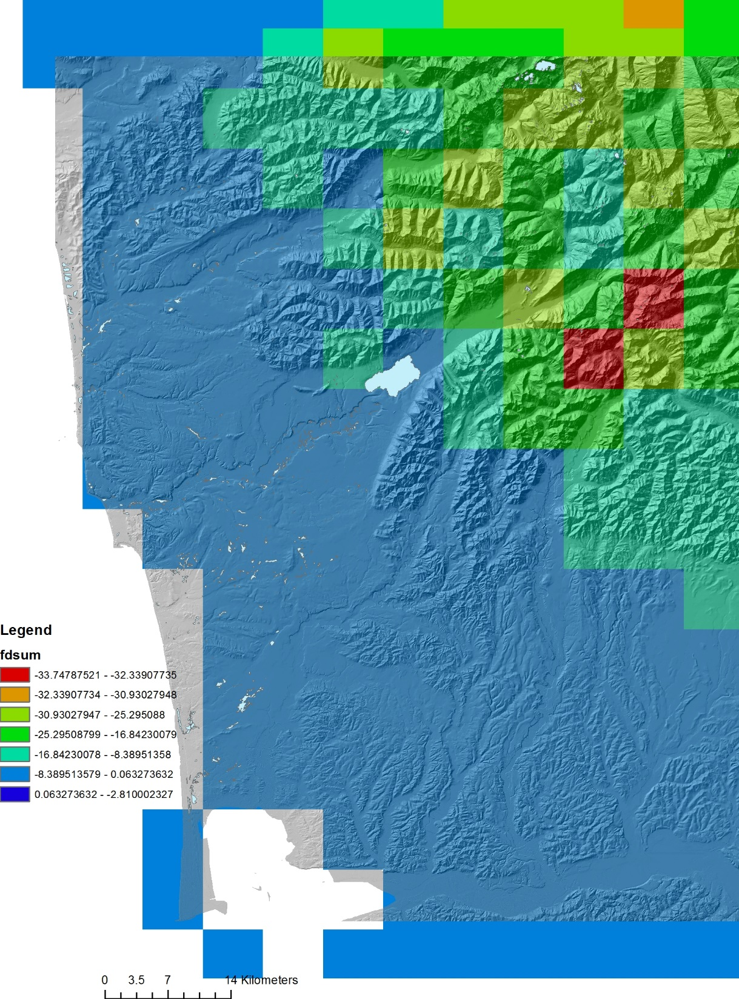 Legend
fdsum
-33.74787521 - -32.33907735
-32.33907734 - -30.93027948
-30.93027947 - -25.295088
-25.29508799 - -16.84230079
-16.84230078 - -8.38951358
-8.389513579 - 0.063273632
0.063273632 - -2.810002327
0 3.5 7 14 Kilometers